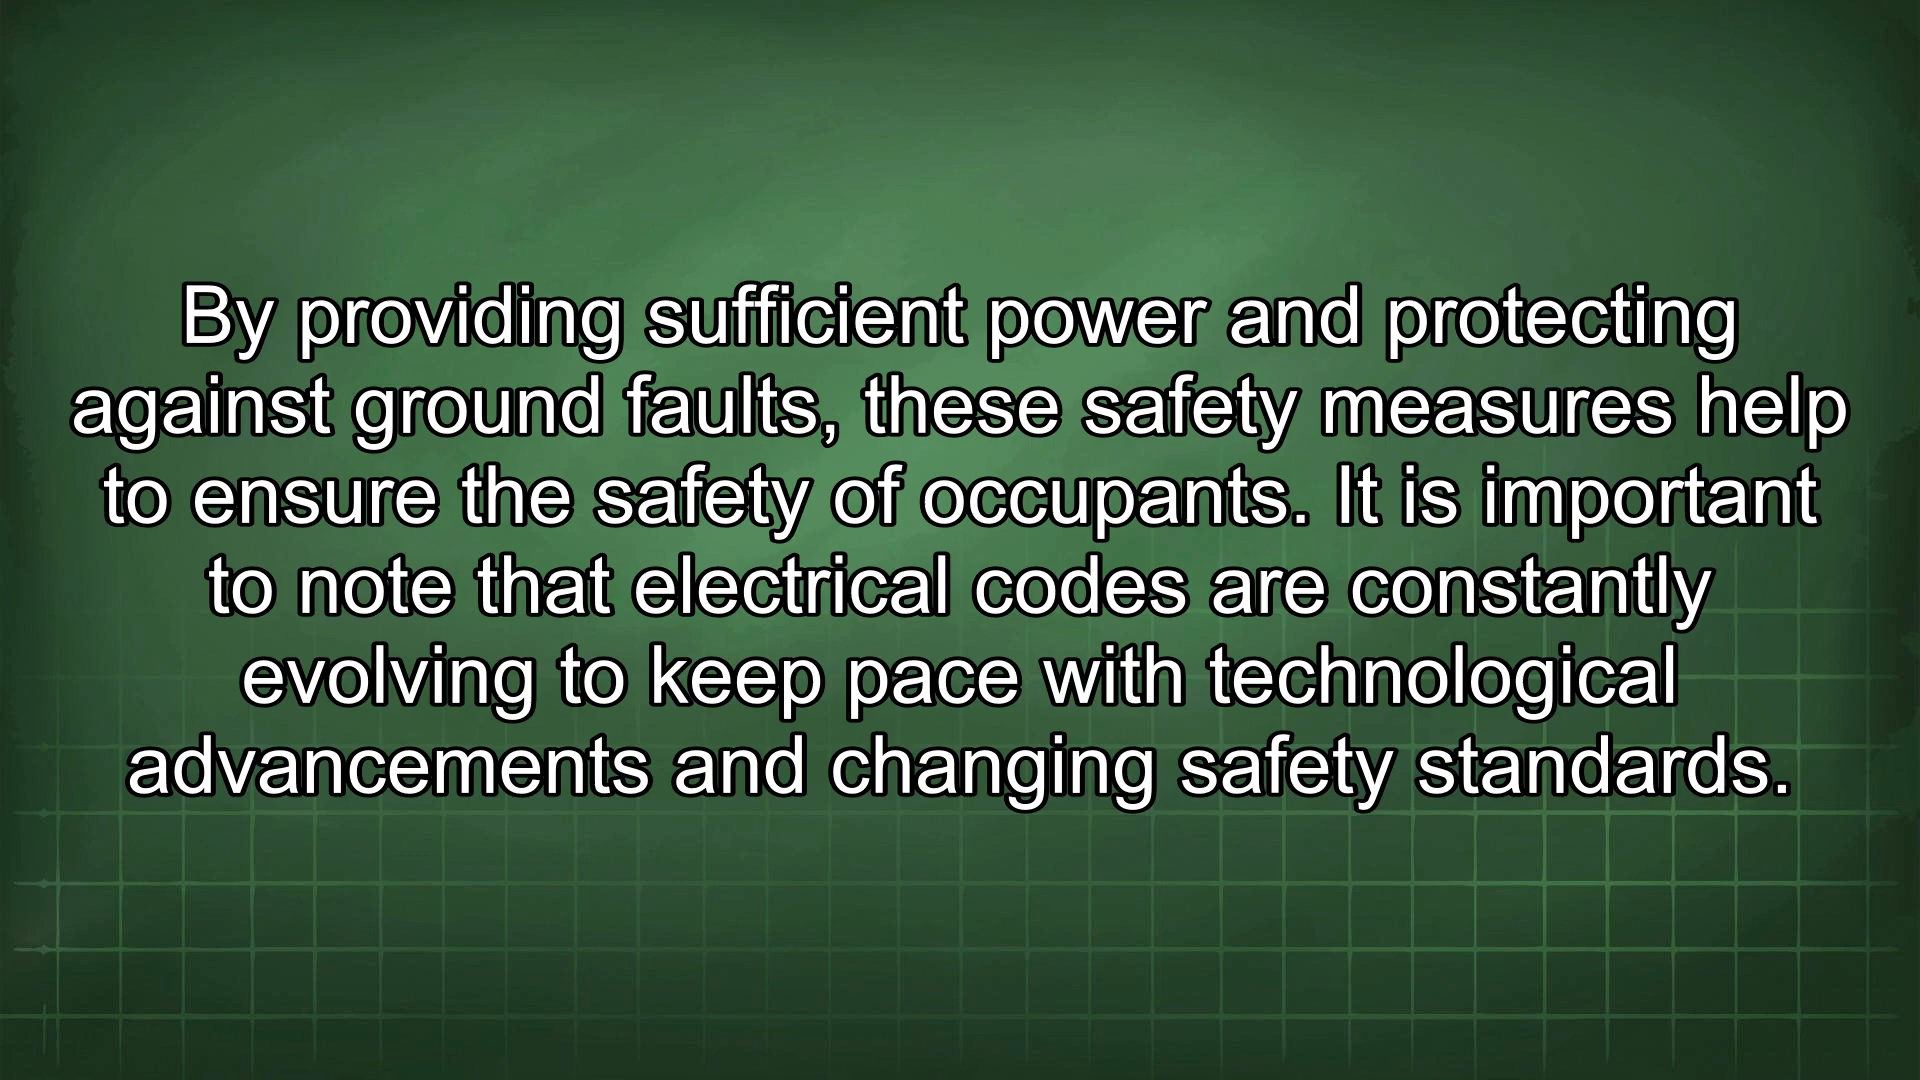 By providing sufficient power and protecting
against ground faults, these safety measures help
to ensure the safety of occupants. It is important
to note that electrical codes are constantly
evolving to keep pace with technological
advancements and changing safety standards.